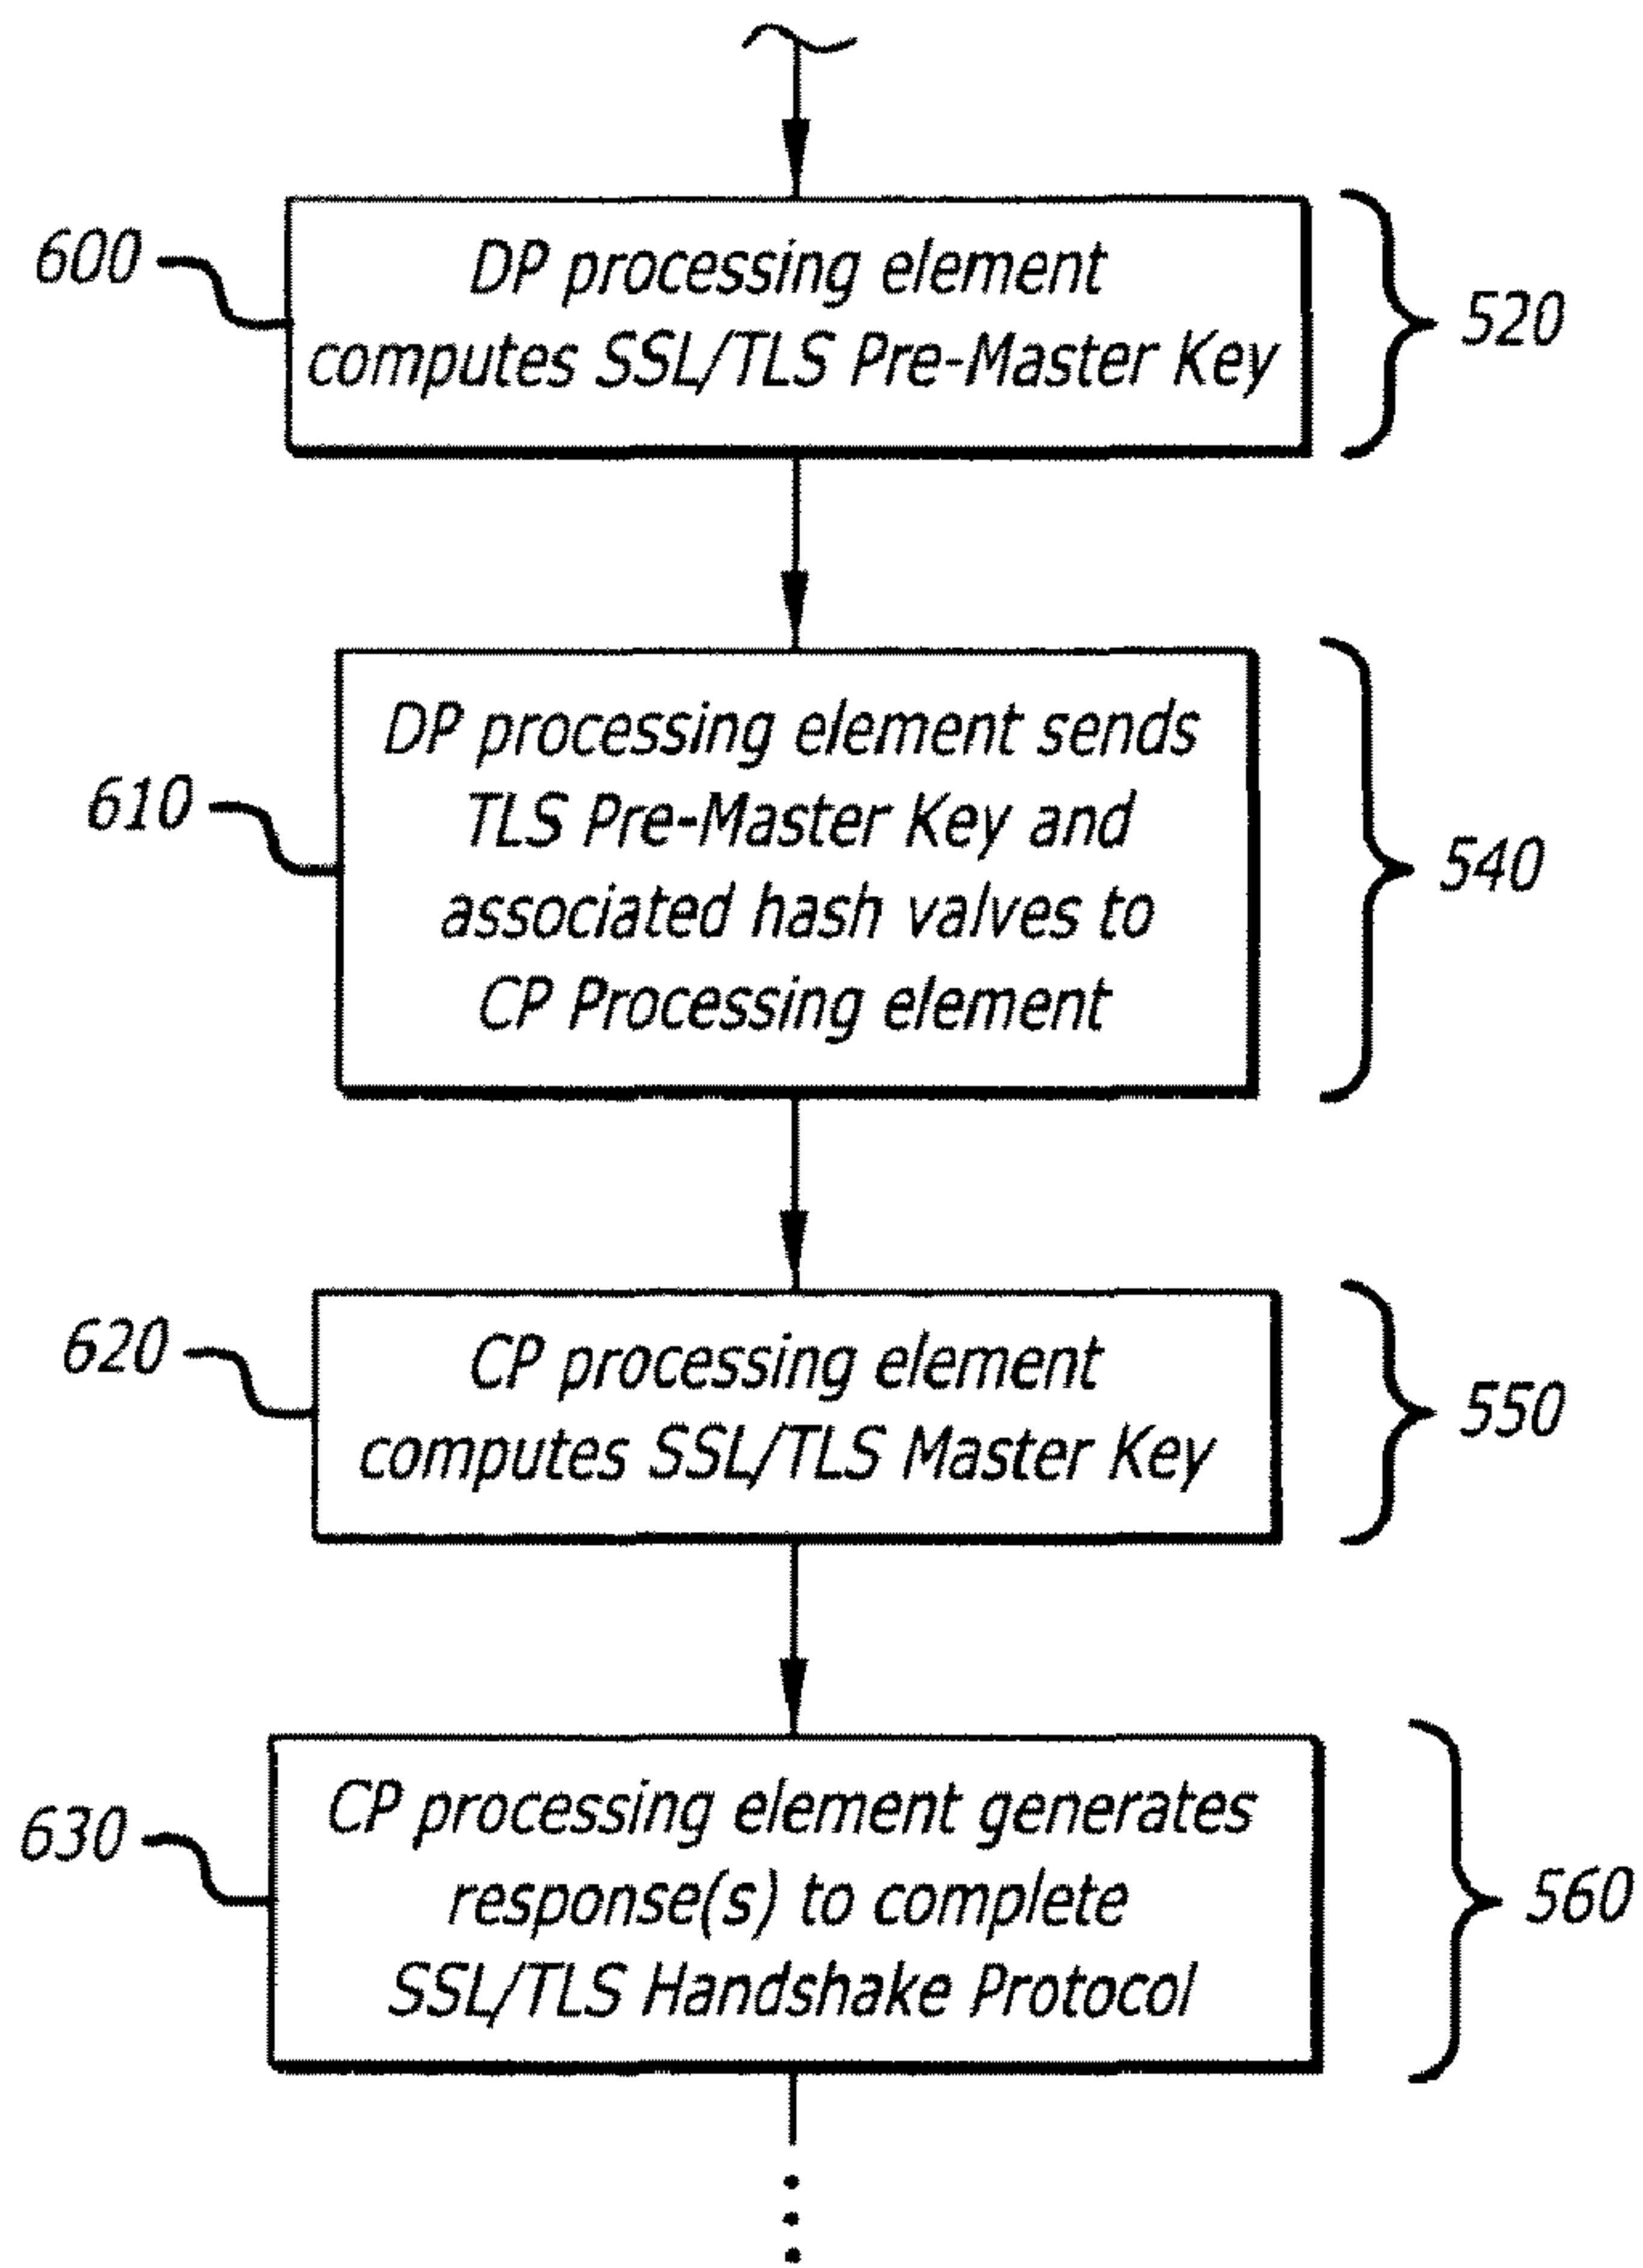 600
DP processing element
computes SSL/TLS Pre-Master Key
520
610
DP processing element sends
TLS Pre-Master Key and
associated hash valves to
CP Processing element
540
620
CP processing element
computes SSL/TLS Master Key
550
630
CP processing element generates
response(s) to complete
SSL/TLS Handshake Protocol
560